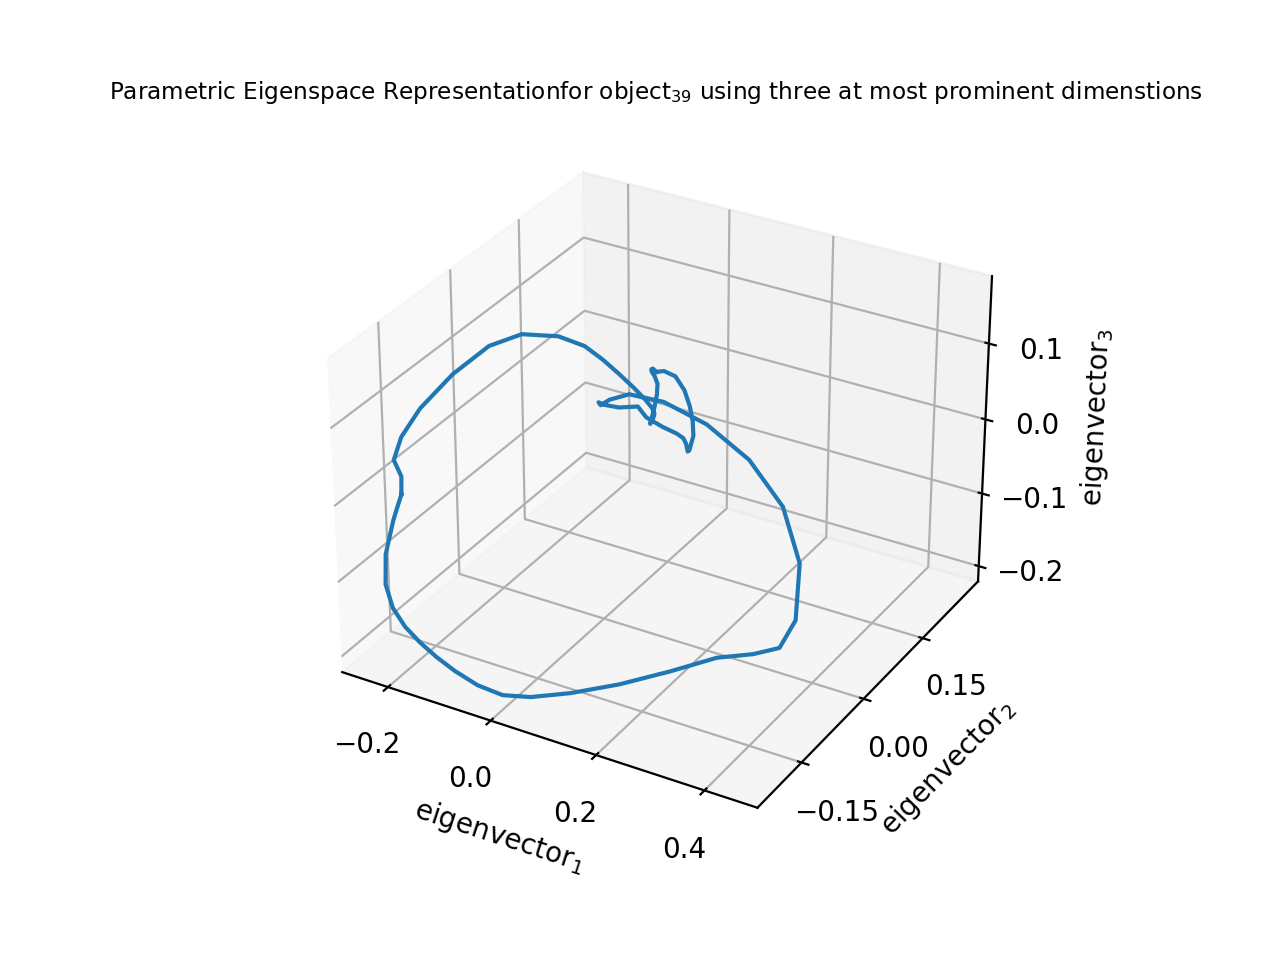 Parametric Eigenspace Representationfor object₃₉ using three at most prominent dimenstions
0.1
0.0
−0.1
−0.2
eigenvector₃
0.15
0.00
−0.15
eigenvector₂
−0.2
0.0
0.2
0.4
eigenvector₁